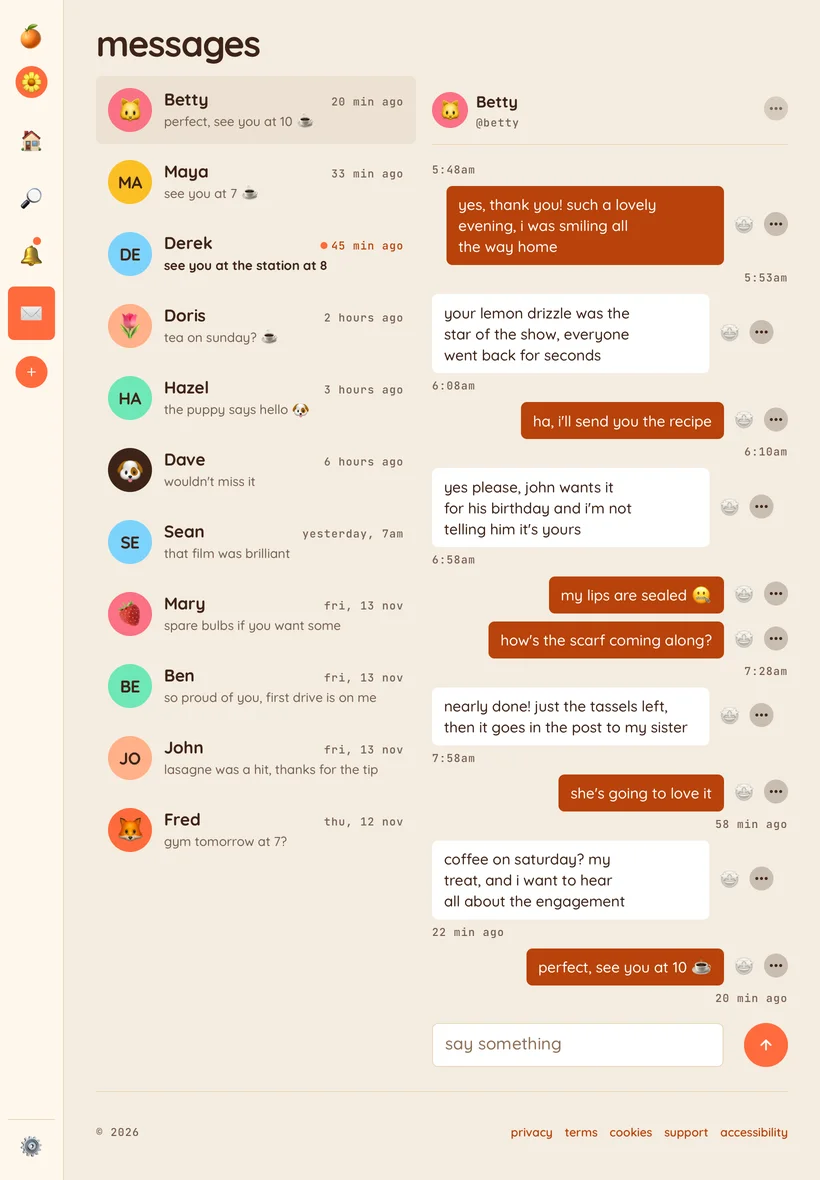 messages
Betty
20 min ago
perfect, see you at 10 ☕
MA
Maya
33 min ago
see you at 7 ☕
DE
Derek
45 min ago
see you at the station at 8
Doris
2 hours ago
tea on sunday? ☕
HA
Hazel
3 hours ago
the puppy says hello 🐶
Dave
6 hours ago
wouldn't miss it
SE
Sean
yesterday, 7am
that film was brilliant
Mary
fri, 13 nov
spare bulbs if you want some
BE
Ben
fri, 13 nov
so proud of you, first drive is on me
JO
John
fri, 13 nov
lasagne was a hit, thanks for the tip
Fred
thu, 12 nov
gym tomorrow at 7?
Betty
@betty
5:48am
yes, thank you! such a lovely
evening, i was smiling all
the way home
5:53am
your lemon drizzle was the
star of the show, everyone
went back for seconds
6:08am
ha, i'll send you the recipe
6:10am
yes please, john wants it
for his birthday and i'm not
telling him it's yours
6:58am
my lips are sealed 🤐
how's the scarf coming along?
7:28am
nearly done! just the tassels left,
then it goes in the post to my sister
7:58am
she's going to love it
58 min ago
coffee on saturday? my
treat, and i want to hear
all about the engagement
22 min ago
perfect, see you at 10 ☕
20 min ago
say something
© 2026
privacy terms cookies support accessibility